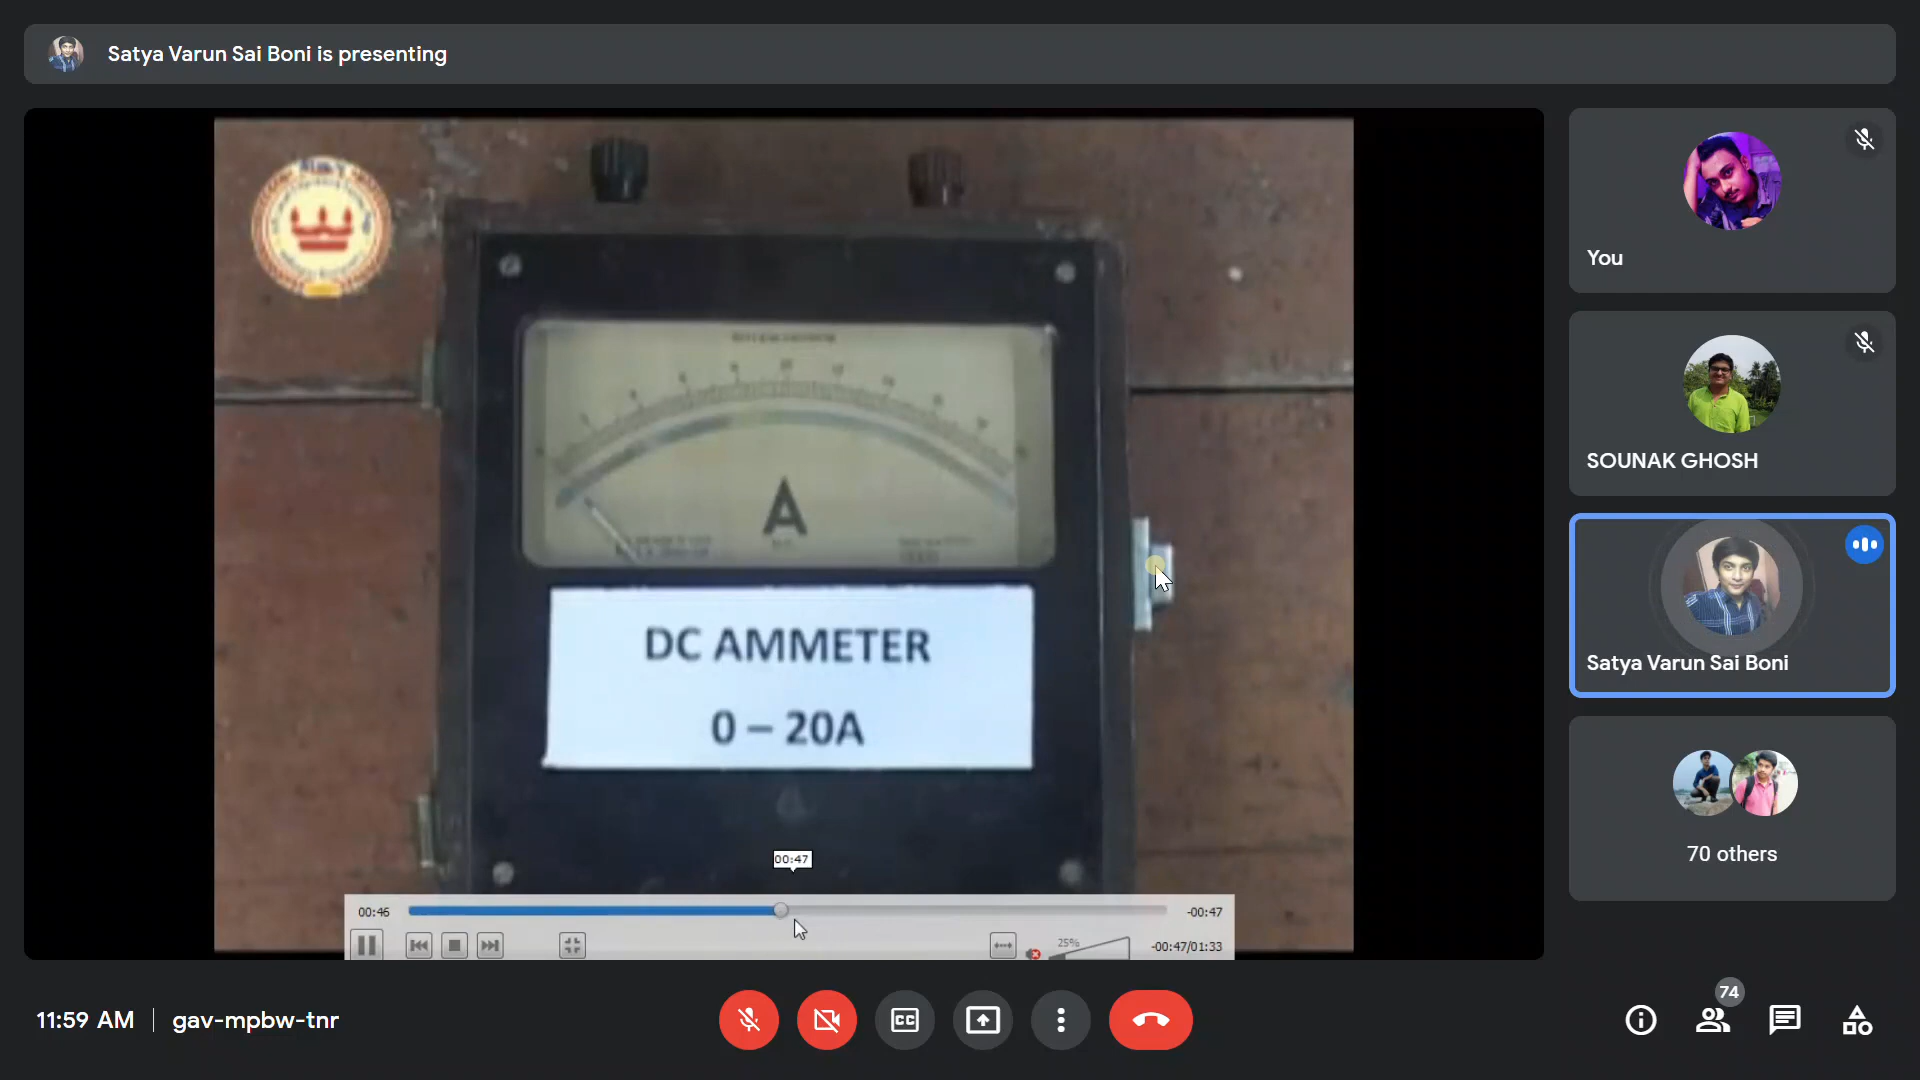 Satya Varun Sai Boni is presenting
A
DC AMMETER
0 – 20A
00:47
00:46
-00:47
25%
-00:47/01:33
You
SOUNAK GHOSH
Satya Varun Sai Boni
70 others
11:59 AM
gav-mpbw-tnr
CC
74